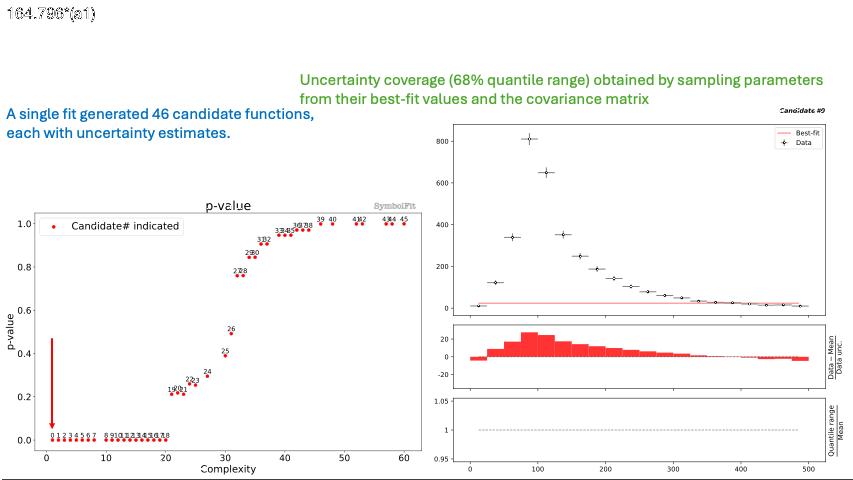 164.796*(a1)
Uncertainty coverage (68% quantile range) obtained by sampling parameters
from their best-fit values and the covariance matrix
A single fit generated 46 candidate functions,
each with uncertainty estimates.
p-value
SymbolFit
Candidate# indicated
p-value
1.0
0.8
0.6
0.4
0.2
0.0
0 1 2 3 4 5 6 7 8 9 10 11 12 13 14 15 16 17 18
19 20 21 22 23 24 25 26 27 28 29 30 31 32 33 34 35 36 37 38 39 40 41 42 43 44 45
0 10 20 30 40 50 60
Complexity
Best-fit
Data
800
600
400
200
0
20
0
-20
Data − Mean
Data unc.
1.05
1.00
0.95
Quantile range
Mean
0 100 200 300 400 500